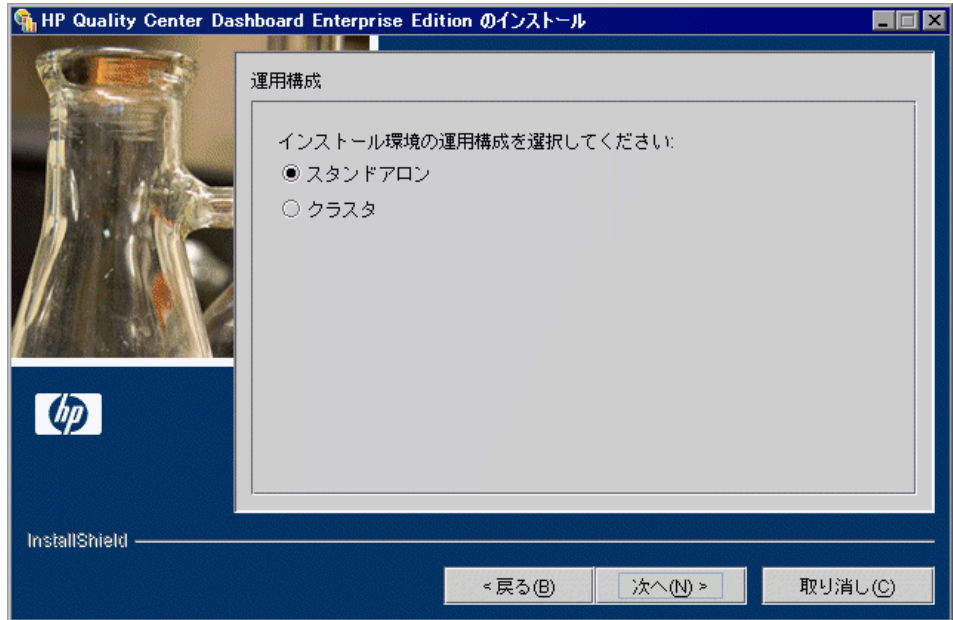 HP Quality Center Dashboard Enterprise Edition のインストール
運用構成
インストール環境の運用構成を選択してください:
スタンドアロン
クラスタ
hp
InstallShield
<戻る(B)
次へ(N) >
取り消し(C)